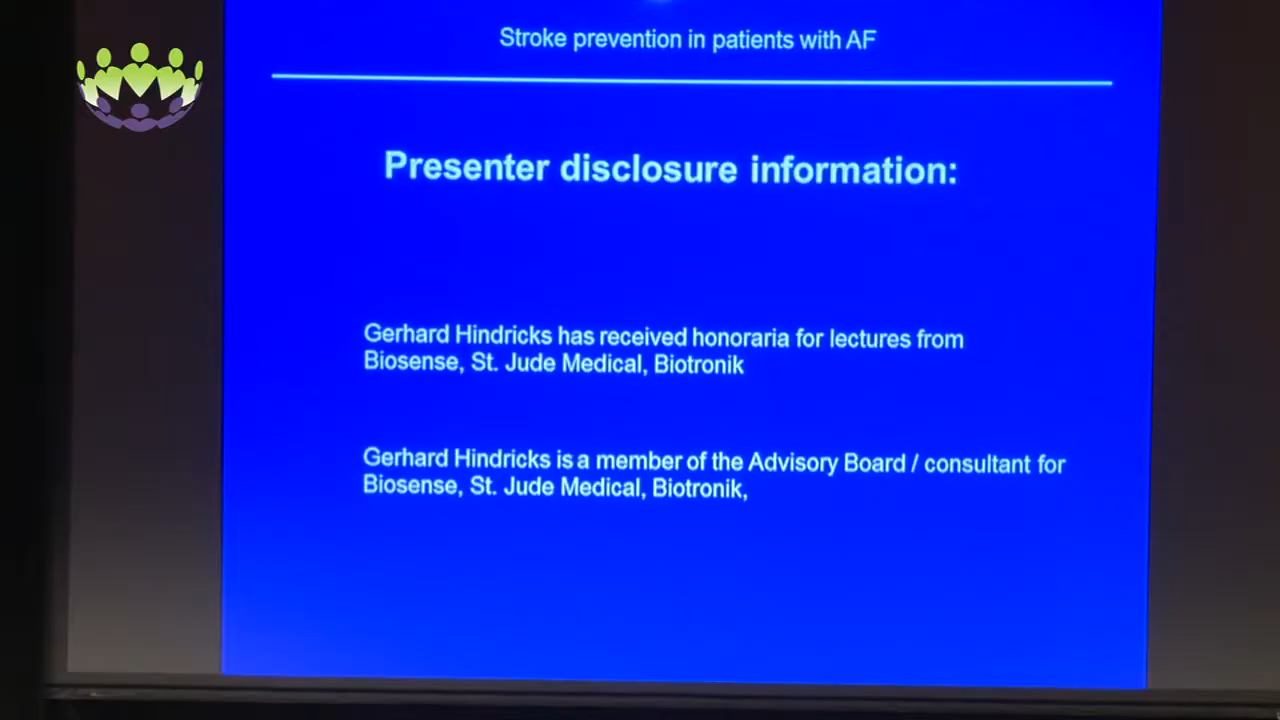 Stroke prevention in patients with AF
Presenter disclosure information:
Gerhard Hindricks has received honoraria for lectures from
Biosense, St. Jude Medical, Biotronik
Gerhard Hindricks is a member of the Advisory Board / consultant for
Biosense, St. Jude Medical, Biotronik,